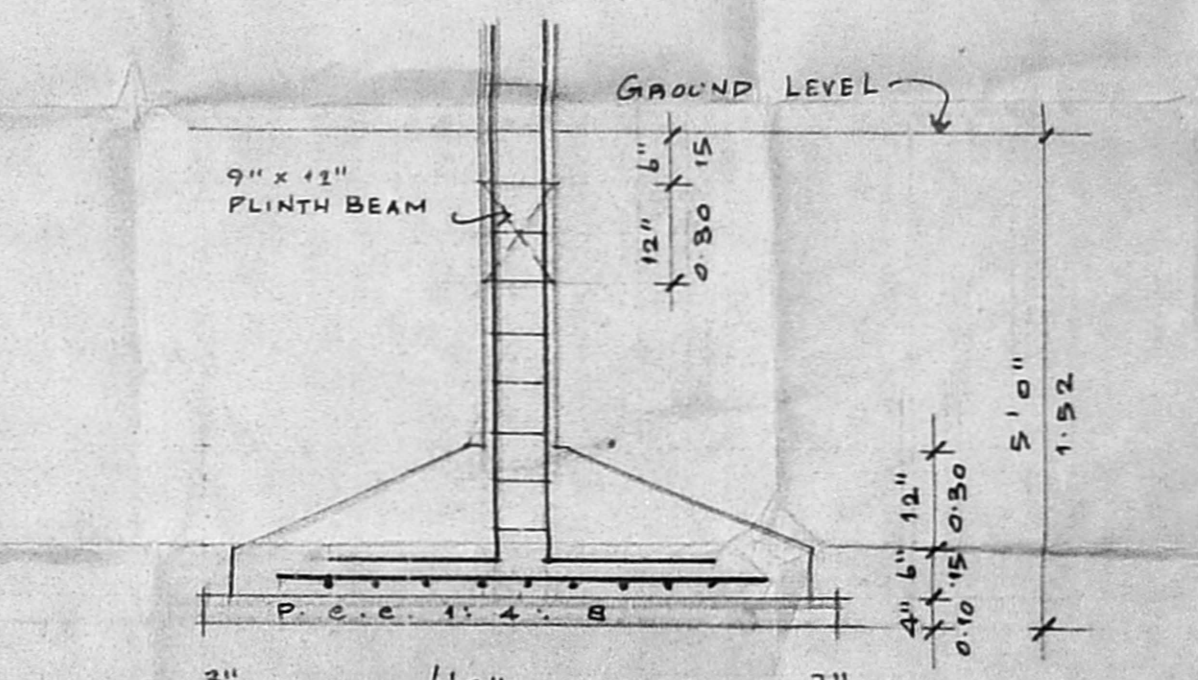 GROUND LEVEL
6" 15
9" x 12"
PLINTH BEAM
12" 0.30
5'0" 1.52
12" 0.30
6" .15
4" 0.10
P.C.C. 1:4:8